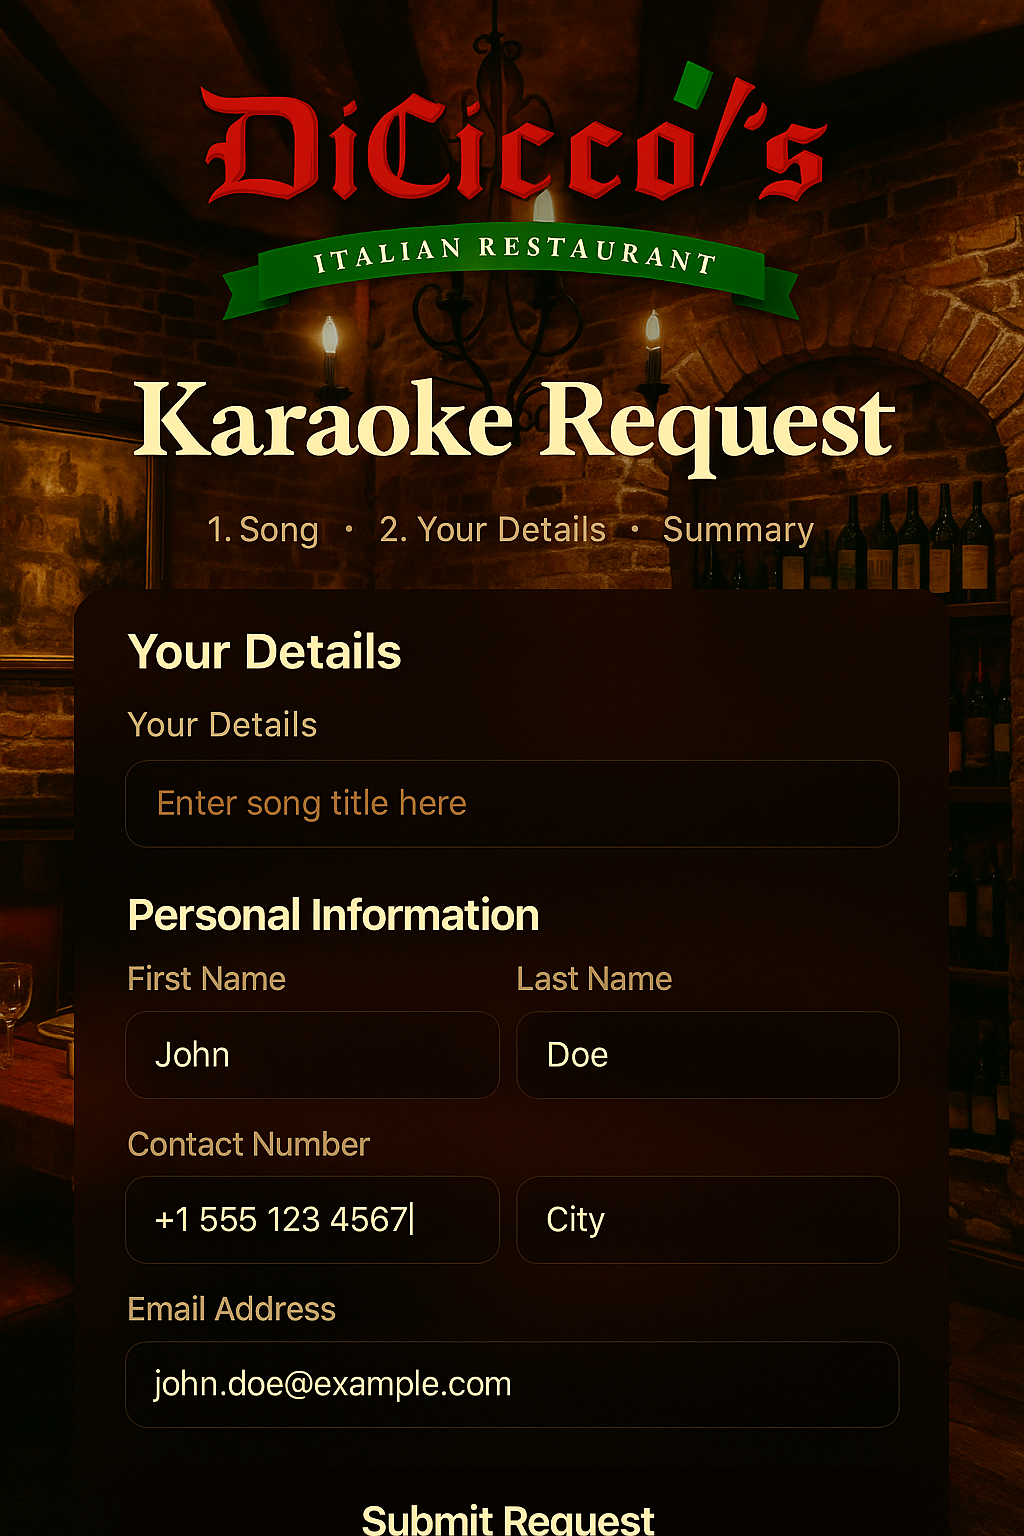 DiCicco's
ITALIAN RESTAURANT
Karaoke Request
1. Song • 2. Your Details • Summary
Your Details
Your Details
Enter song title here
Personal Information
First Name Last Name
John Doe
Contact Number
+1 555 123 4567 City
Email Address
john.doe@example.com
Submit Request